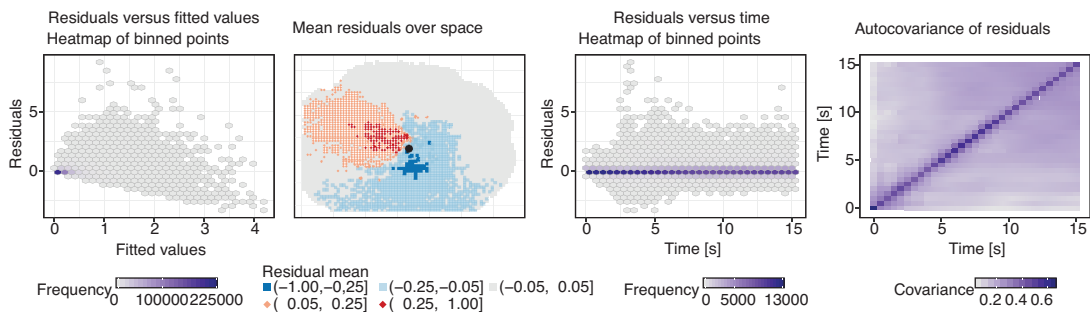 Residuals versus fitted values
Heatmap of binned points
Mean residuals over space
Residuals versus time
Heatmap of binned points
Autocovariance of residuals
Residuals
5
0
0 1 2 3 4
Fitted values
Residuals
5
0
0 5 10 15
Time [s]
Time [s]
15
10
5
0
0 5 10 15
Time [s]
Frequency
0 100000 225000
Residual mean
(−1.00,−0,25] (−0.25,−0.05] (−0.05, 0.05]
( 0.05, 0.25] ( 0.25, 1.00]
Frequency
0 5000 13000
Covariance
0.2 0.4 0.6